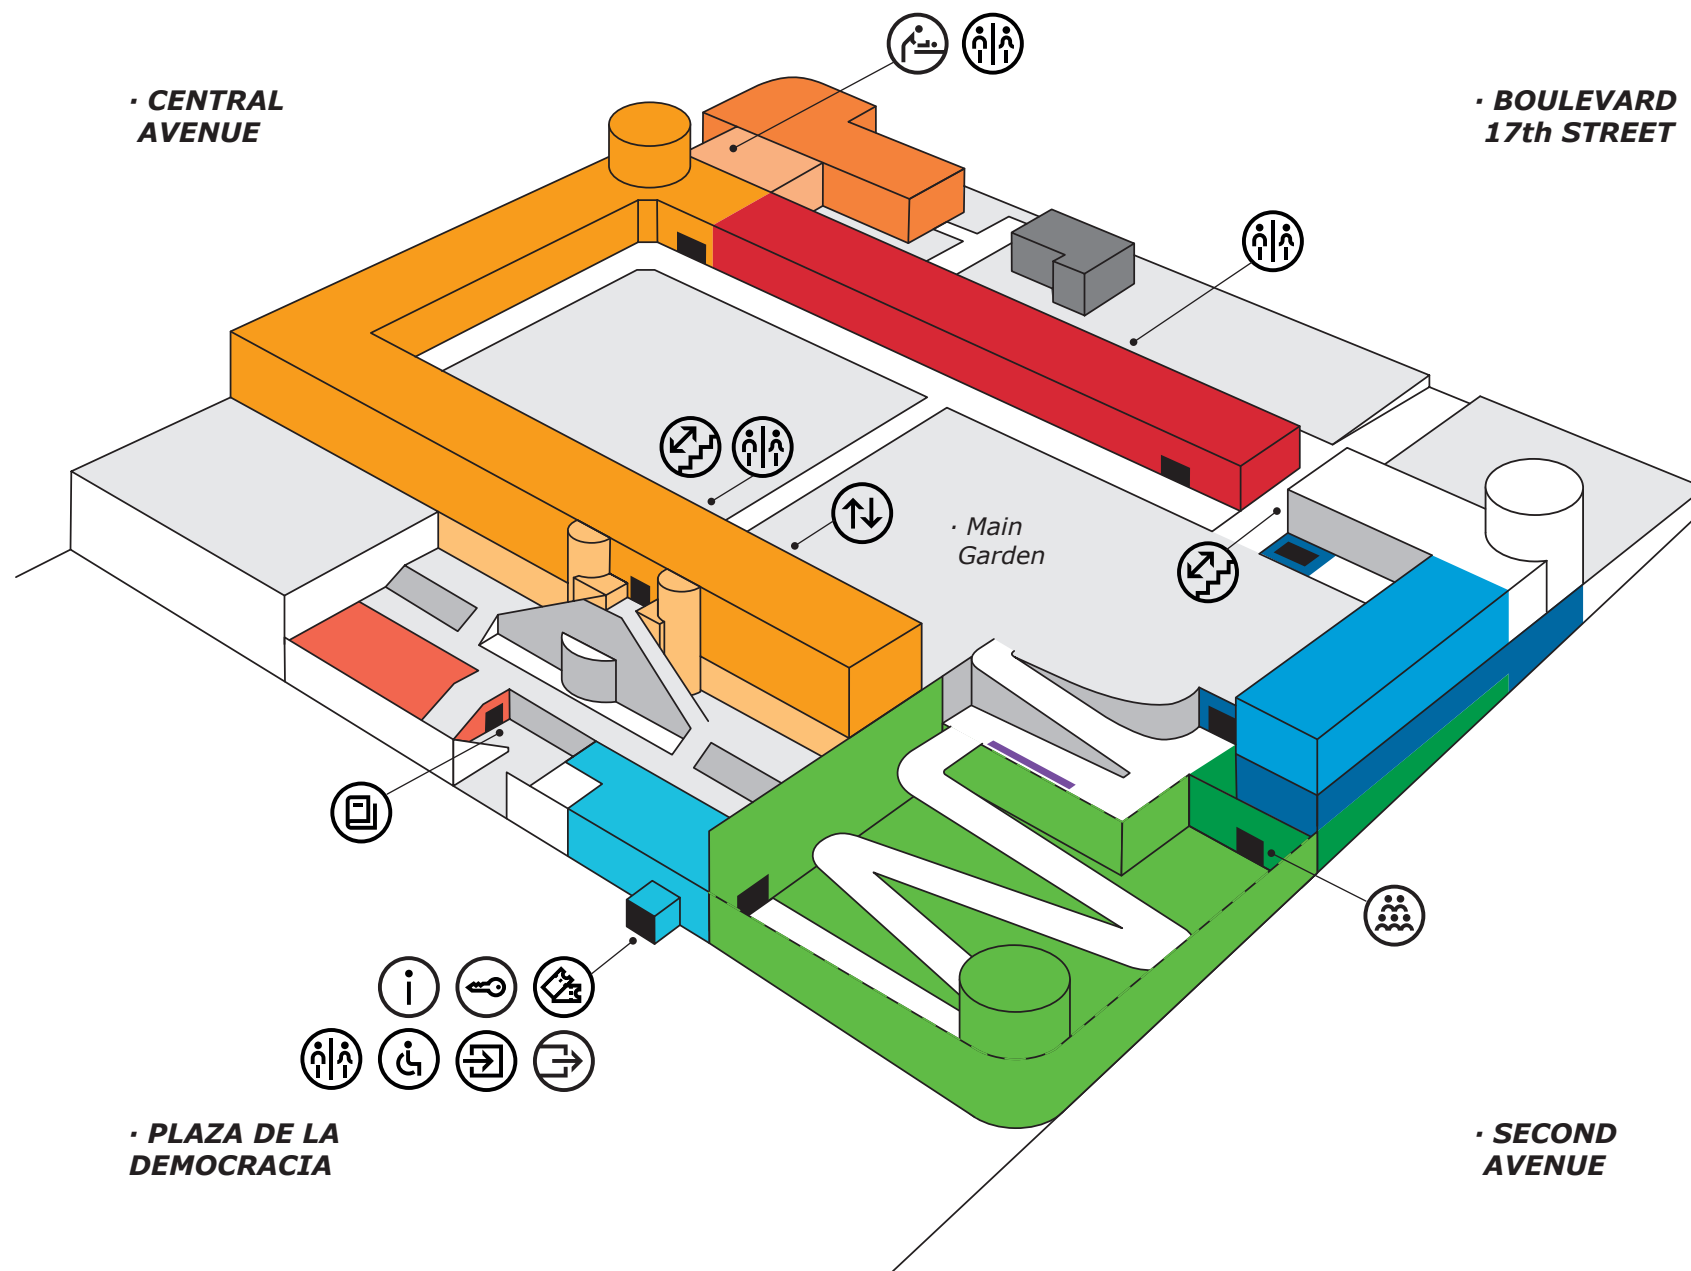 · CENTRAL
AVENUE
· BOULEVARD
17th STREET
· Main
Garden
· PLAZA DE LA
DEMOCRACIA
· SECOND
AVENUE